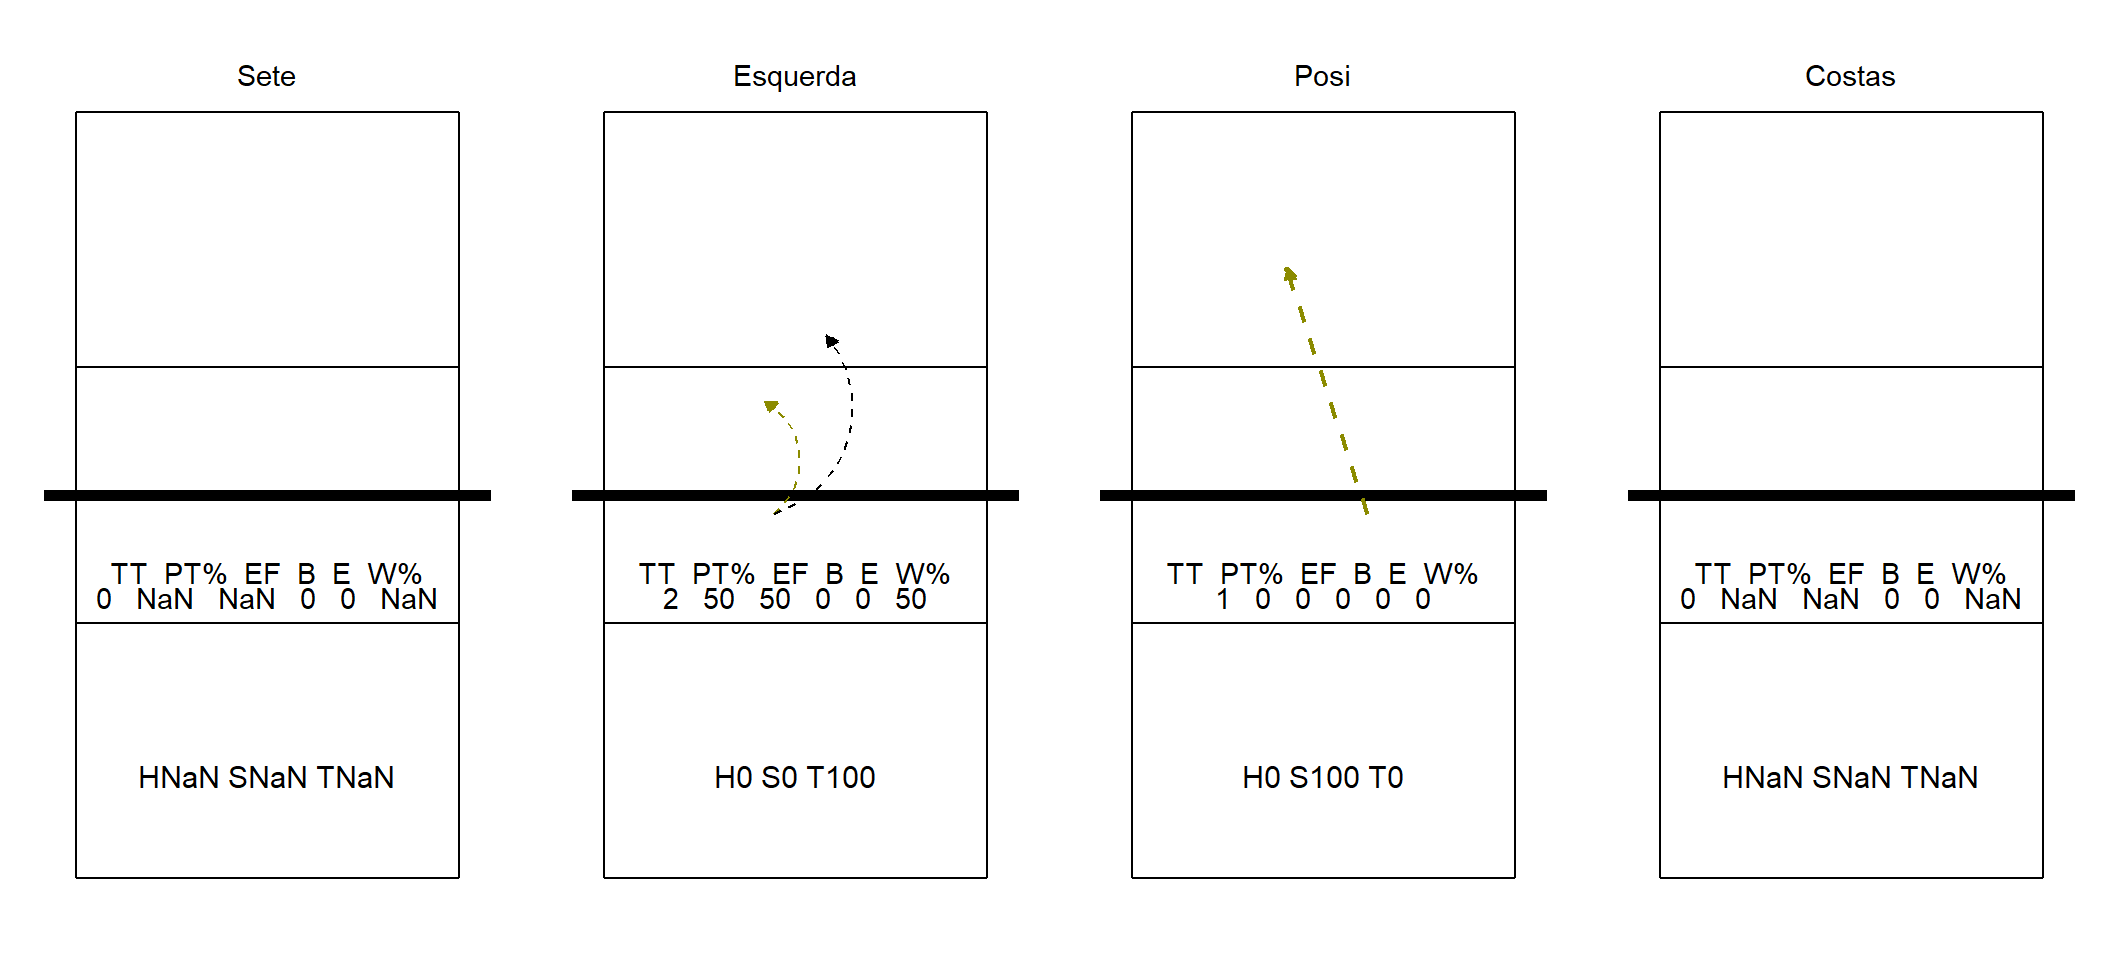 Sete
TT PT% EF B E W%
0 NaN NaN 0 0 NaN
HNaN SNaN TNaN
Esquerda
TT PT% EF B E W%
2 50 50 0 0 50
H0 S0 T100
Posi
TT PT% EF B E W%
1 0 0 0 0 0
H0 S100 T0
Costas
TT PT% EF B E W%
0 NaN NaN 0 0 NaN
HNaN SNaN TNaN